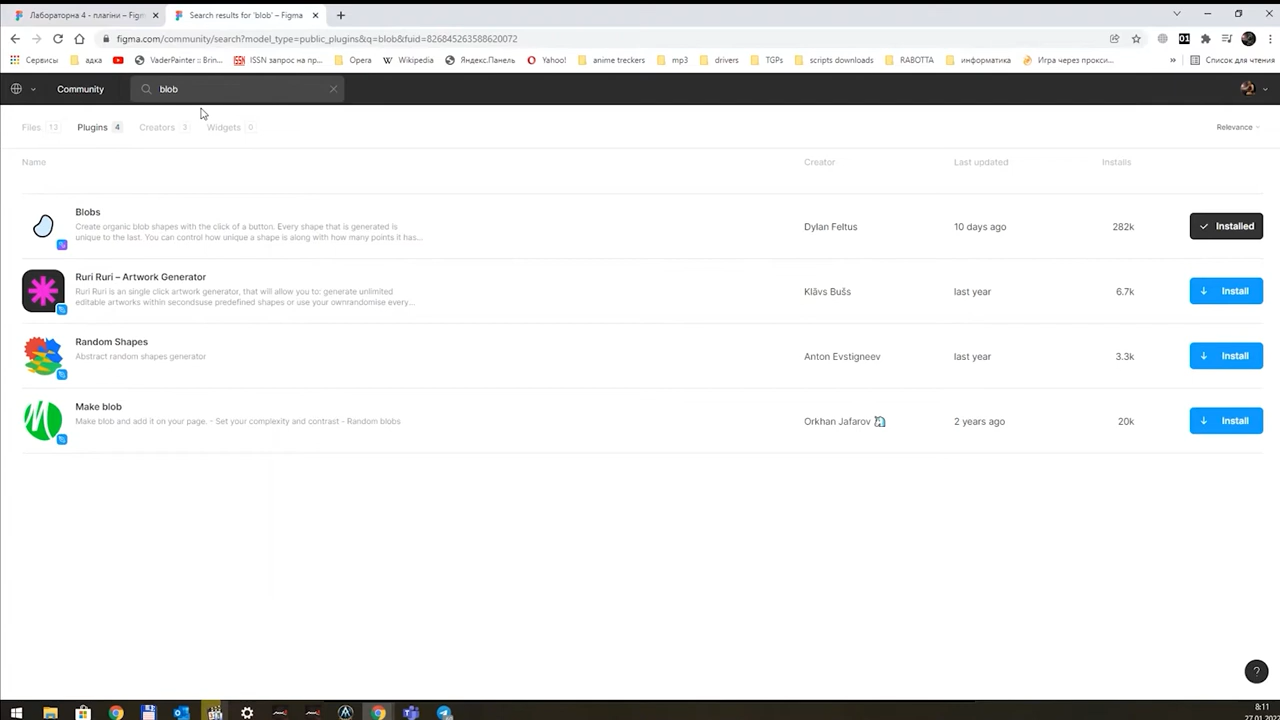 Лабораторна 4 - плагіни – Figm
Search results for 'blob' – Figma
figma.com/community/search?model_type=public_plugins&q=blob&fuid=826845263588620072
01
Сервисы
адка
VaderPainter :: Brin...
ISSN запрос на пр...
Opera
Wikipedia
Яндекс.Панель
Yahoo!
anime treckers
mp3
drivers
TGPs
scripts downloads
RABOTTA
информатика
Игра через прокси...
»
Список для чтения
Community
blob
Files 13
Plugins 4
Creators 3
Widgets 0
Relevance
Name
Creator
Last updated
Installs
Blobs
Create organic blob shapes with the click of a button. Every shape that is generated is
unique to the last. You can control how unique a shape is along with how many points it has...
Dylan Feltus
10 days ago
282k
Installed
Ruri Ruri – Artwork Generator
Ruri Ruri is an single click artwork generator, that will allow you to: generate unlimited
editable artworks within secondsuse predefined shapes or use your ownrandomise every...
Klāvs Bušs
last year
6.7k
Install
Random Shapes
Abstract random shapes generator
Anton Evstigneev
last year
3.3k
Install
Make blob
Make blob and add it on your page. - Set your complexity and contrast - Random blobs
Orkhan Jafarov
2 years ago
20k
Install
?
8:11